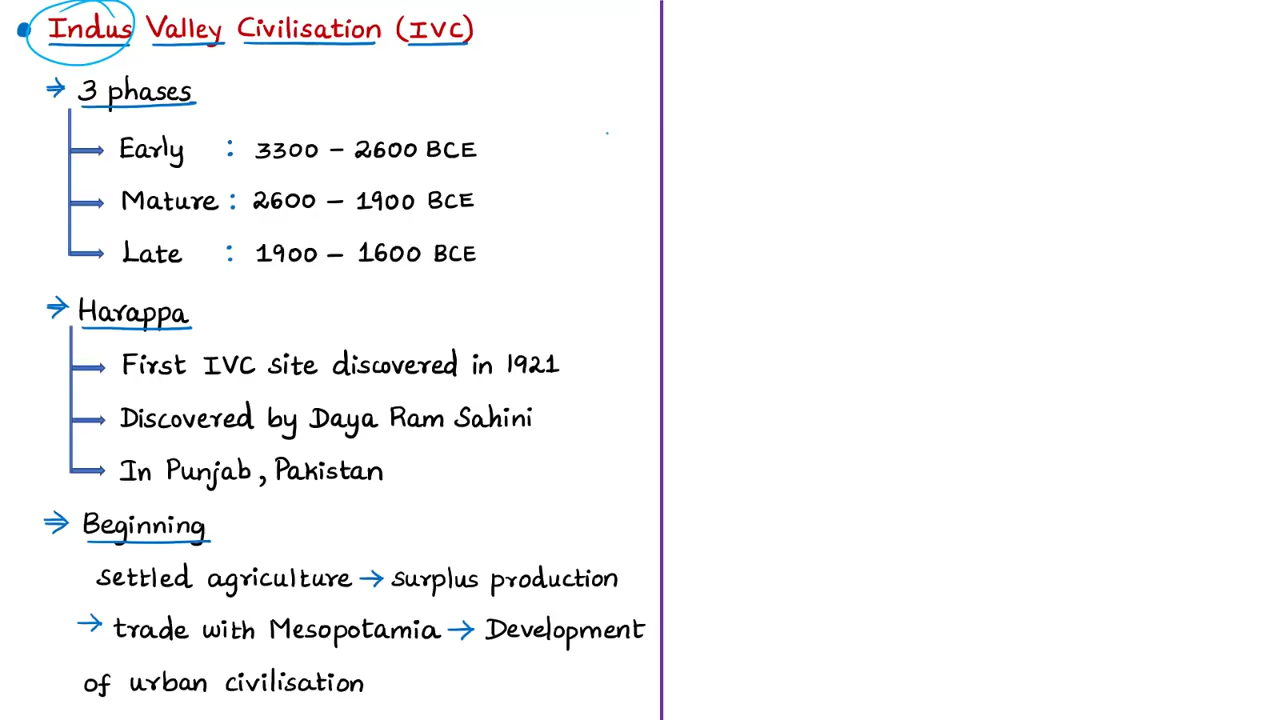 Indus Valley Civilisation (IVC)
⇒ 3 phases
→ Early : 3300 - 2600 BCE
→ Mature : 2600 - 1900 BCE
→ Late : 1900 - 1600 BCE
⇒ Harappa
→ First IVC site discovered in 1921
→ Discovered by Daya Ram Sahini
→ In Punjab, Pakistan
⇒ Beginning
settled agriculture → surplus production
→ trade with Mesopotamia → Development
of urban civilisation